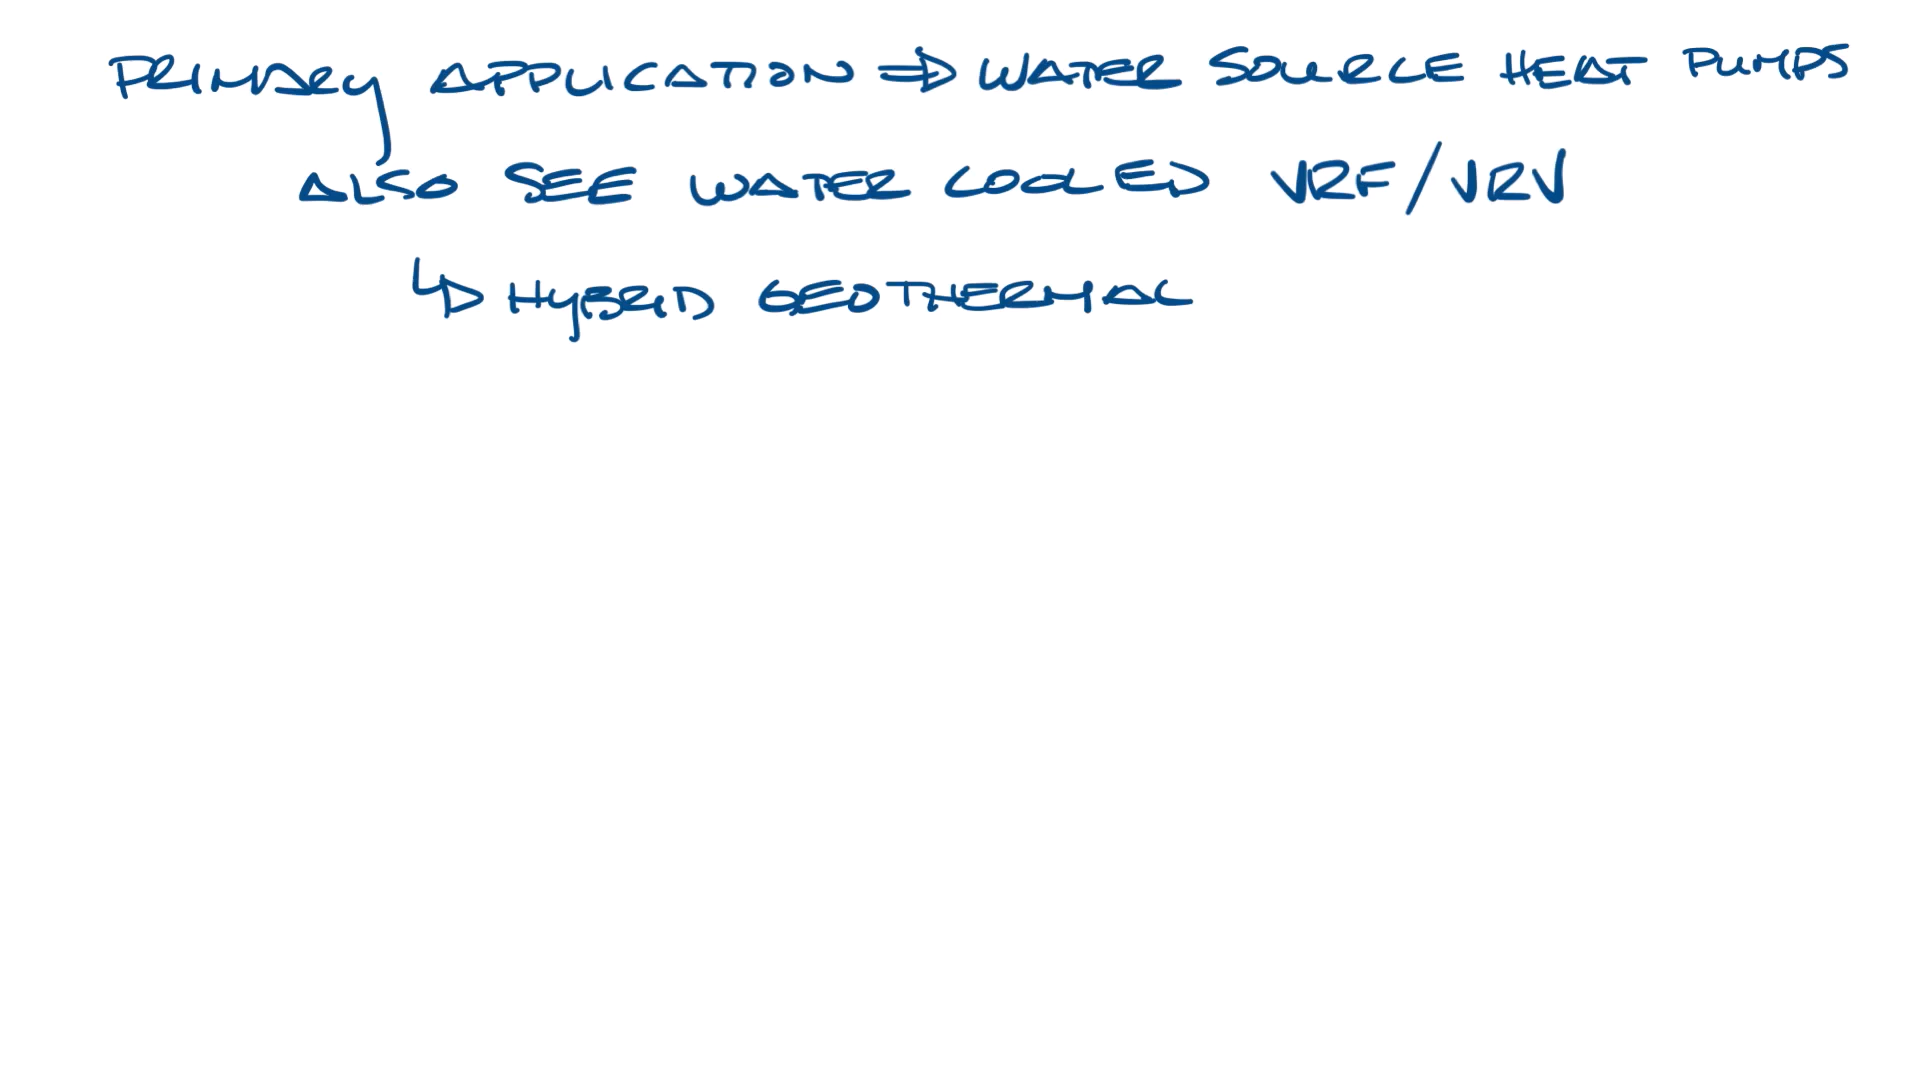 PRIMARY APPLICATION ⇒ WATER SOURCE HEAT PUMPS
ALSO SEE WATER COOLED VRF/VRV
↳ HYBRID GEOTHERMAL